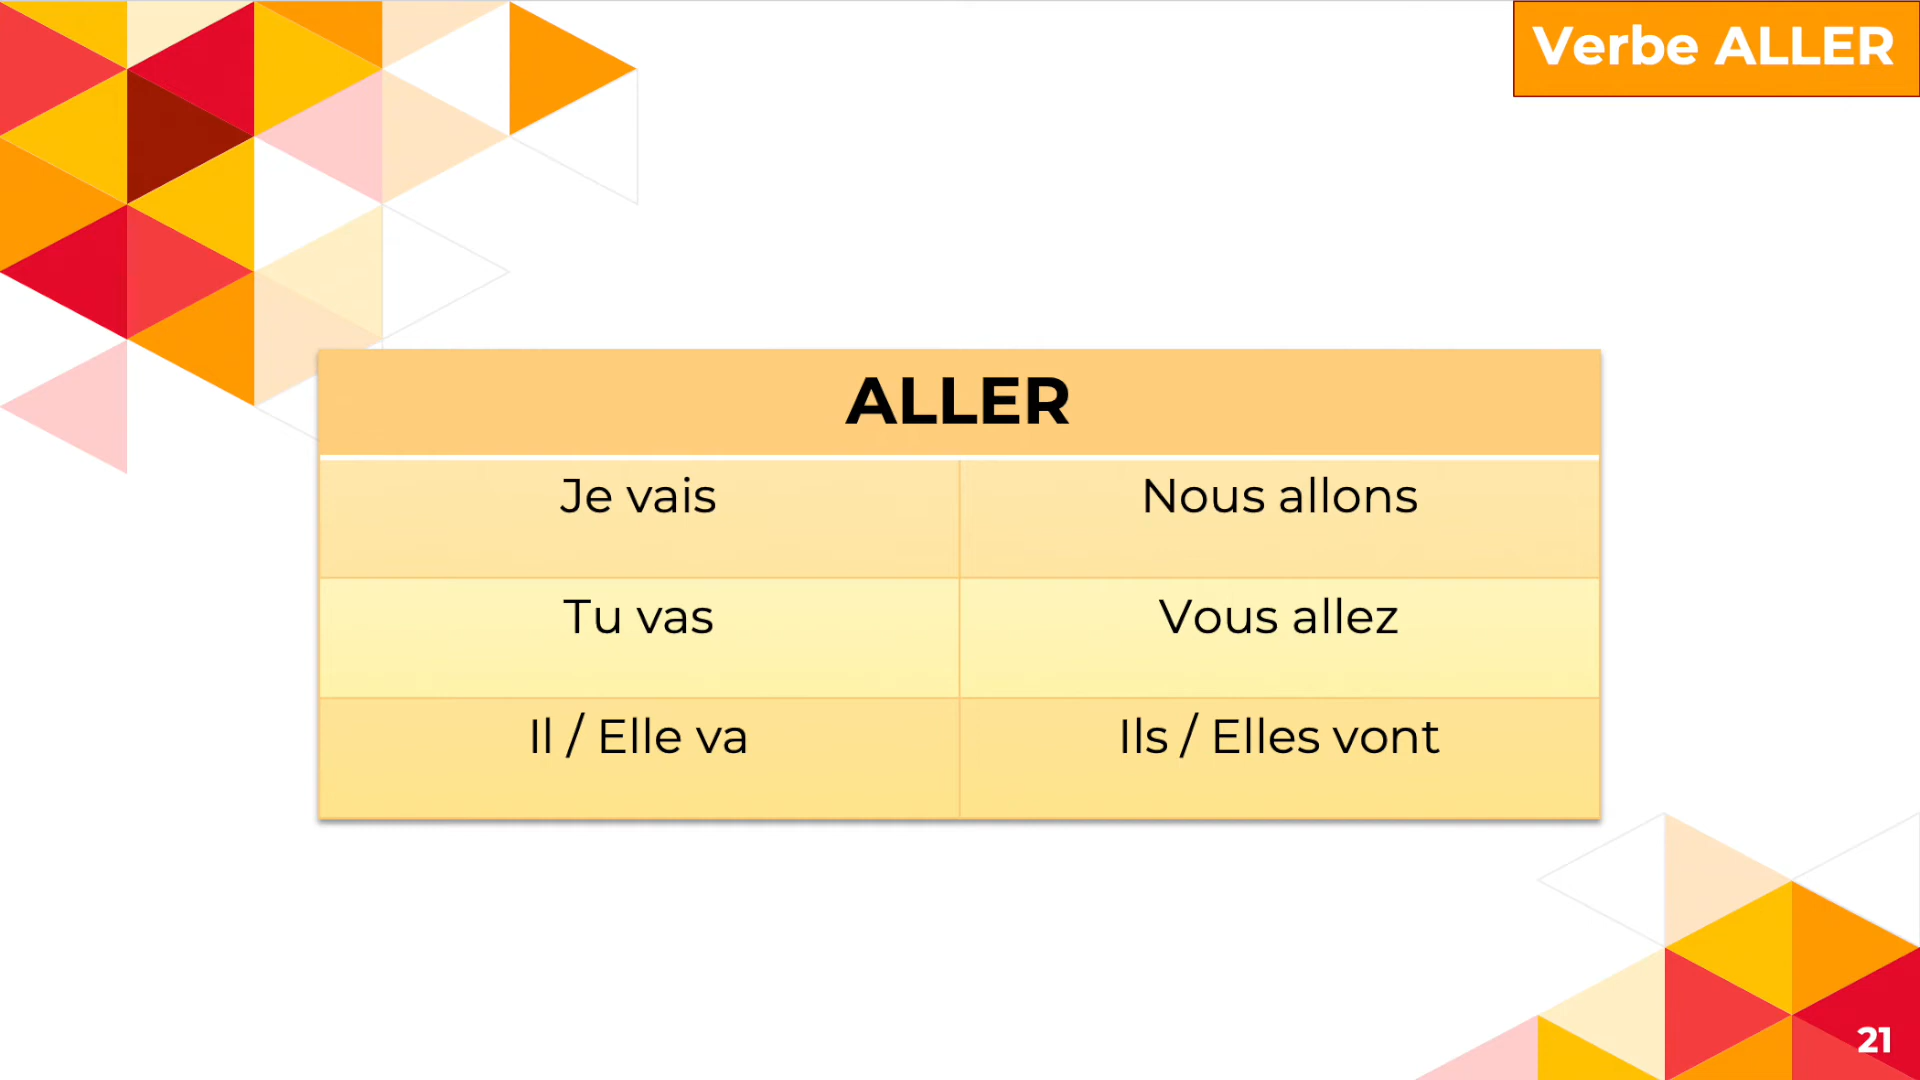 Verbe ALLER
ALLER
Je vais
Nous allons
Tu vas
Vous allez
Il / Elle va
Ils / Elles vont
21